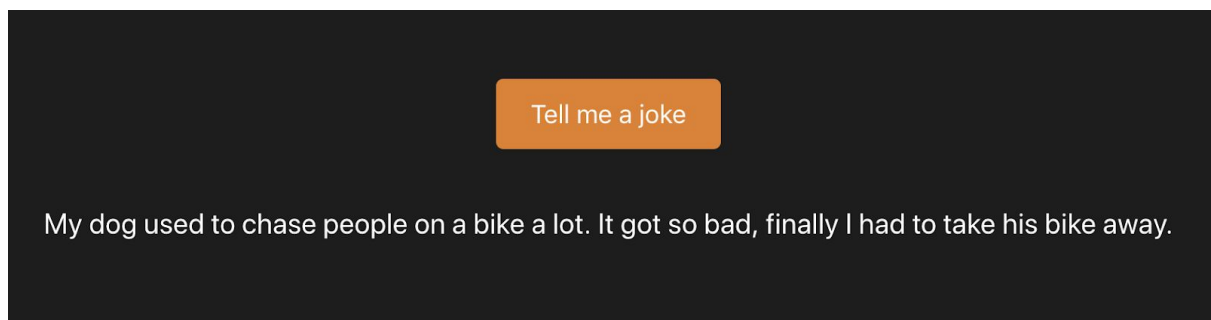 Tell me a joke
My dog used to chase people on a bike a lot. It got so bad, finally I had to take his bike away.